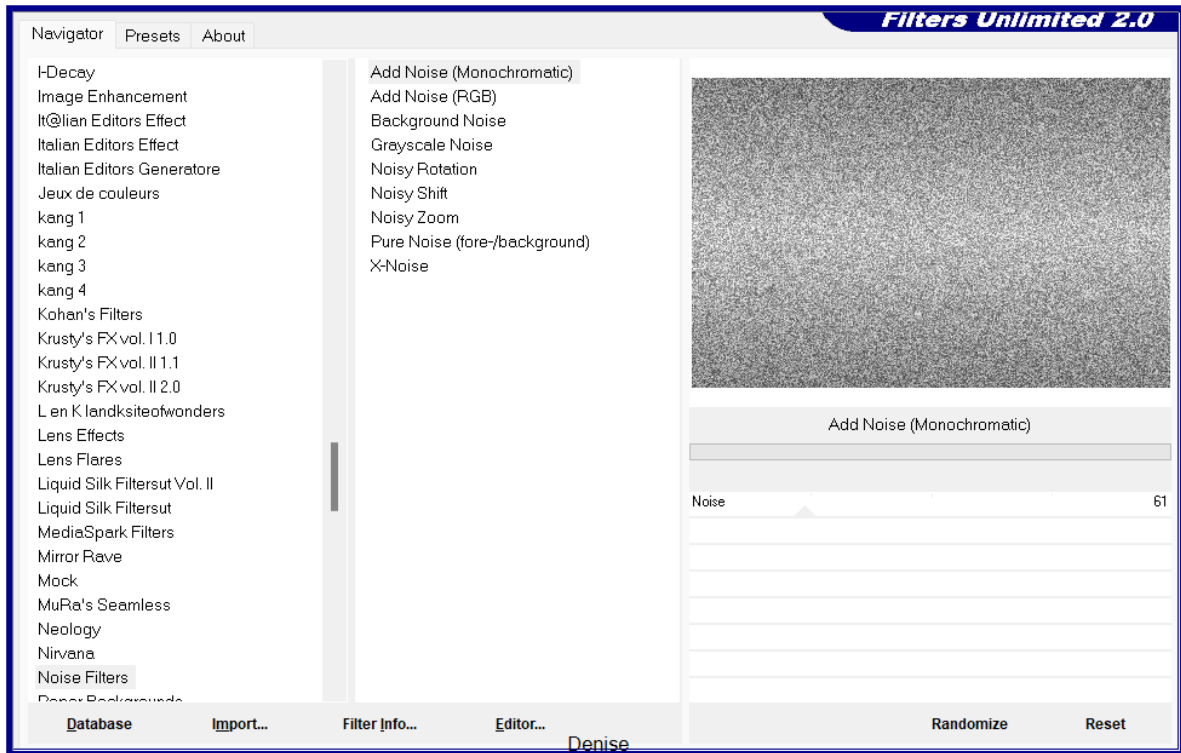 Filters Unlimited 2.0
Navigator Presets About
I-Decay
Image Enhancement
It@lian Editors Effect
Italian Editors Effect
Italian Editors Generatore
Jeux de couleurs
kang 1
kang 2
kang 3
kang 4
Kohan's Filters
Krusty's FX vol. I 1.0
Krusty's FX vol. II 1.1
Krusty's FX vol. II 2.0
L en K landksiteofwonders
Lens Effects
Lens Flares
Liquid Silk Filtersut Vol. II
Liquid Silk Filtersut
MediaSpark Filters
Mirror Rave
Mock
MuRa's Seamless
Neology
Nirvana
Noise Filters
Paper Backgrounds
Add Noise (Monochromatic)
Add Noise (RGB)
Background Noise
Grayscale Noise
Noisy Rotation
Noisy Shift
Noisy Zoom
Pure Noise (fore-/background)
X-Noise
Add Noise (Monochromatic)
Noise 61
Database Import... Filter Info... Editor... Randomize Reset
Denise